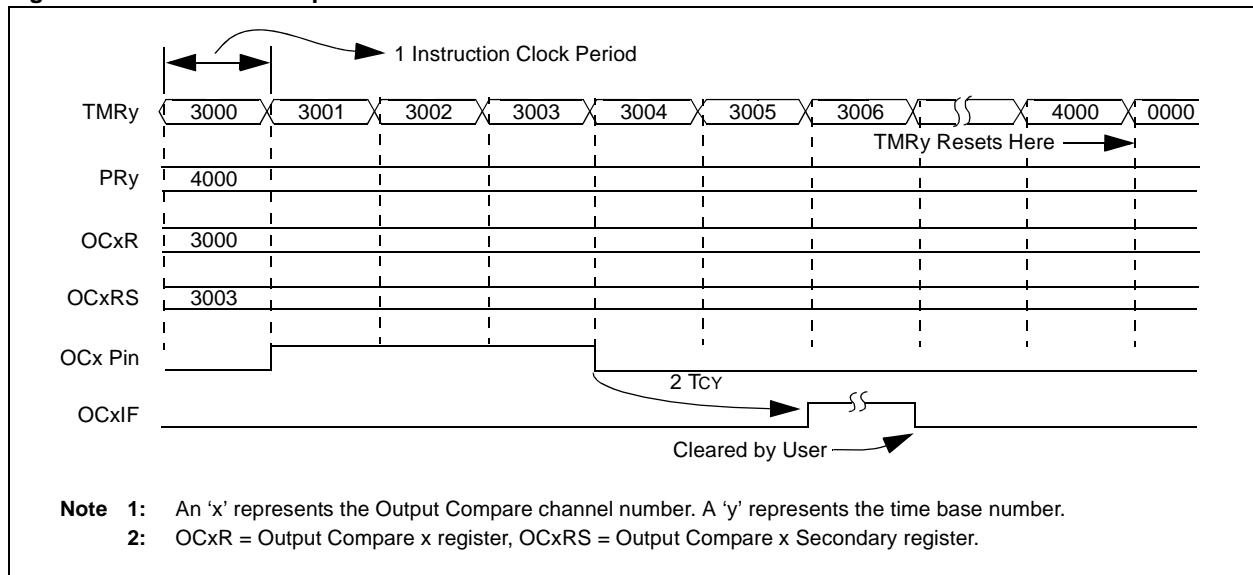 1 Instruction Clock Period
TMRy 3000 3001 3002 3003 3004 3005 3006 4000 0000
TMRy Resets Here
PRy 4000
OCxR 3000
OCxRS 3003
OCx Pin
2 TCY
OCxIF
Cleared by User
Note 1: An ‘x’ represents the Output Compare channel number. A ‘y’ represents the time base number.
2: OCxR = Output Compare x register, OCxRS = Output Compare x Secondary register.